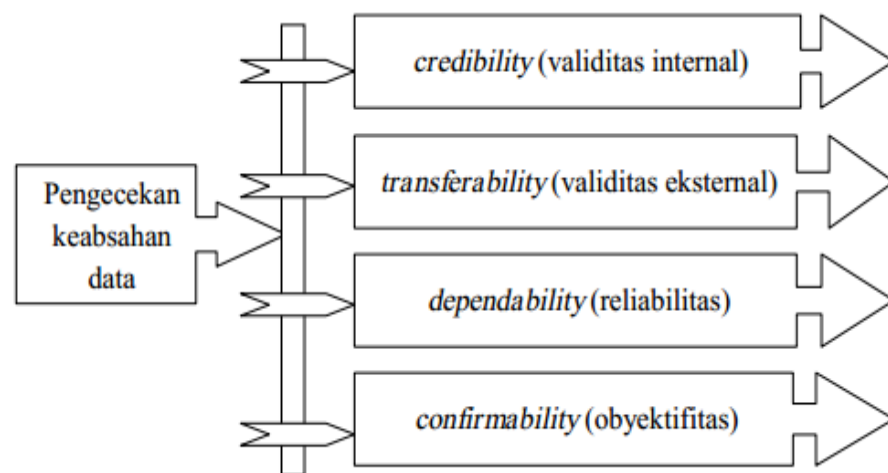 Pengecekan
keabsahan
data
credibility (validitas internal)
transferability (validitas eksternal)
dependability (reliabilitas)
confirmability (obyektifitas)